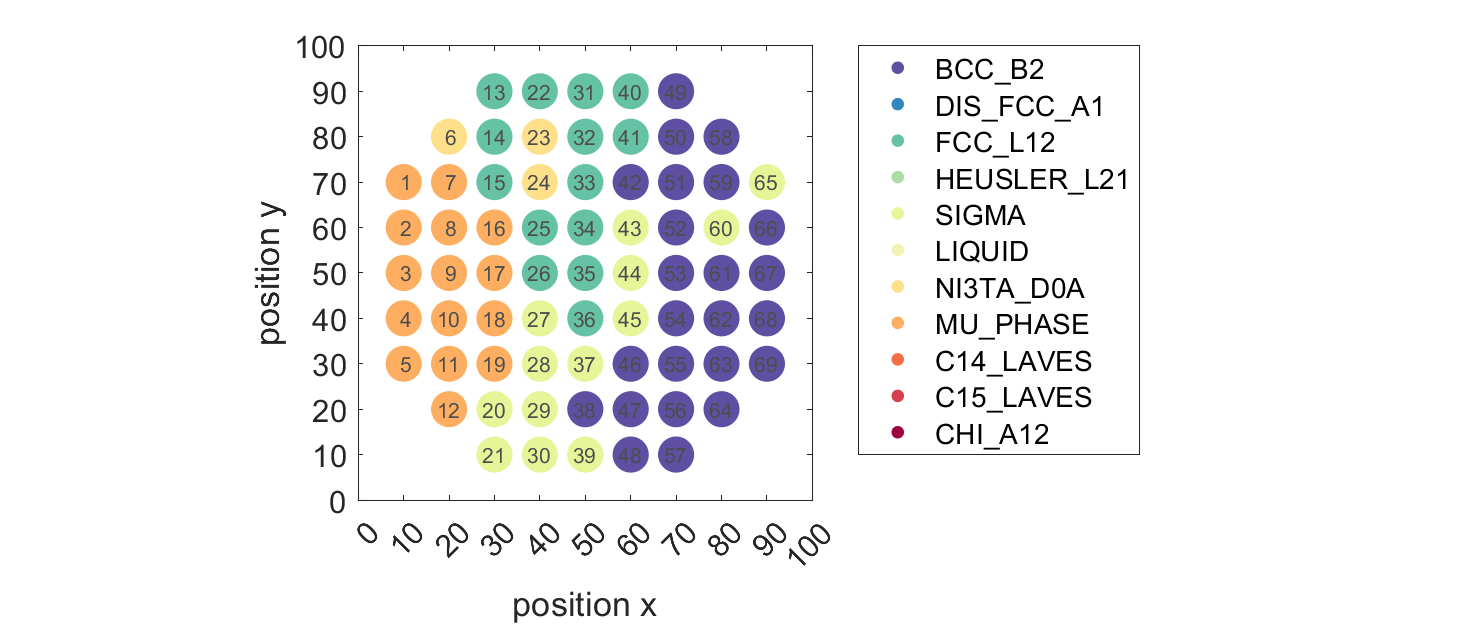 100
90 13 22 31 40 49
80 6 14 23 32 41 50 58
70 1 7 15 24 33 42 51 59 65
60 2 8 16 25 34 43 52 60 66
50 3 9 17 26 35 44 53 61 67
40 4 10 18 27 36 45 54 62 68
30 5 11 19 28 37 46 55 63 69
20 12 20 29 38 47 56 64
10 21 30 39 48 57
0
position y
0 10 20 30 40 50 60 70 80 90 100
position x
BCC_B2
DIS_FCC_A1
FCC_L12
HEUSLER_L21
SIGMA
LIQUID
NI3TA_D0A
MU_PHASE
C14_LAVES
C15_LAVES
CHI_A12